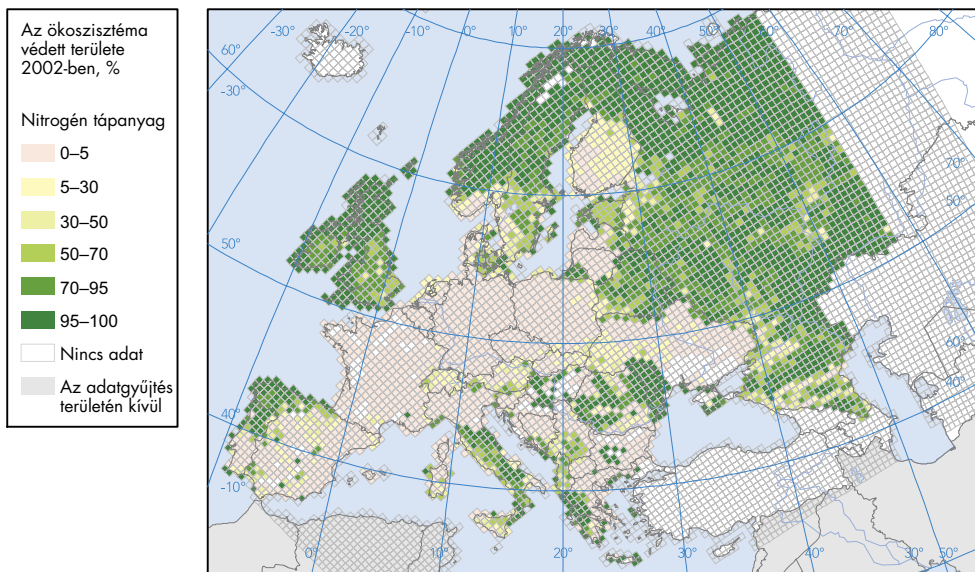 Az ökoszisztéma
védett területe
2002-ben, %
Nitrogén tápanyag
0–5
5–30
30–50
50–70
70–95
95–100
Nincs adat
Az adatgyűjtés
területén kívül
-30° -20° -10° 0° 10° 20° 30° 40° 50° 60° 70° 80°
60°
-30°
70°
50°
50°
60°
40°
50°
40°
-10° 0° 10° 20° 30° 40° 50°